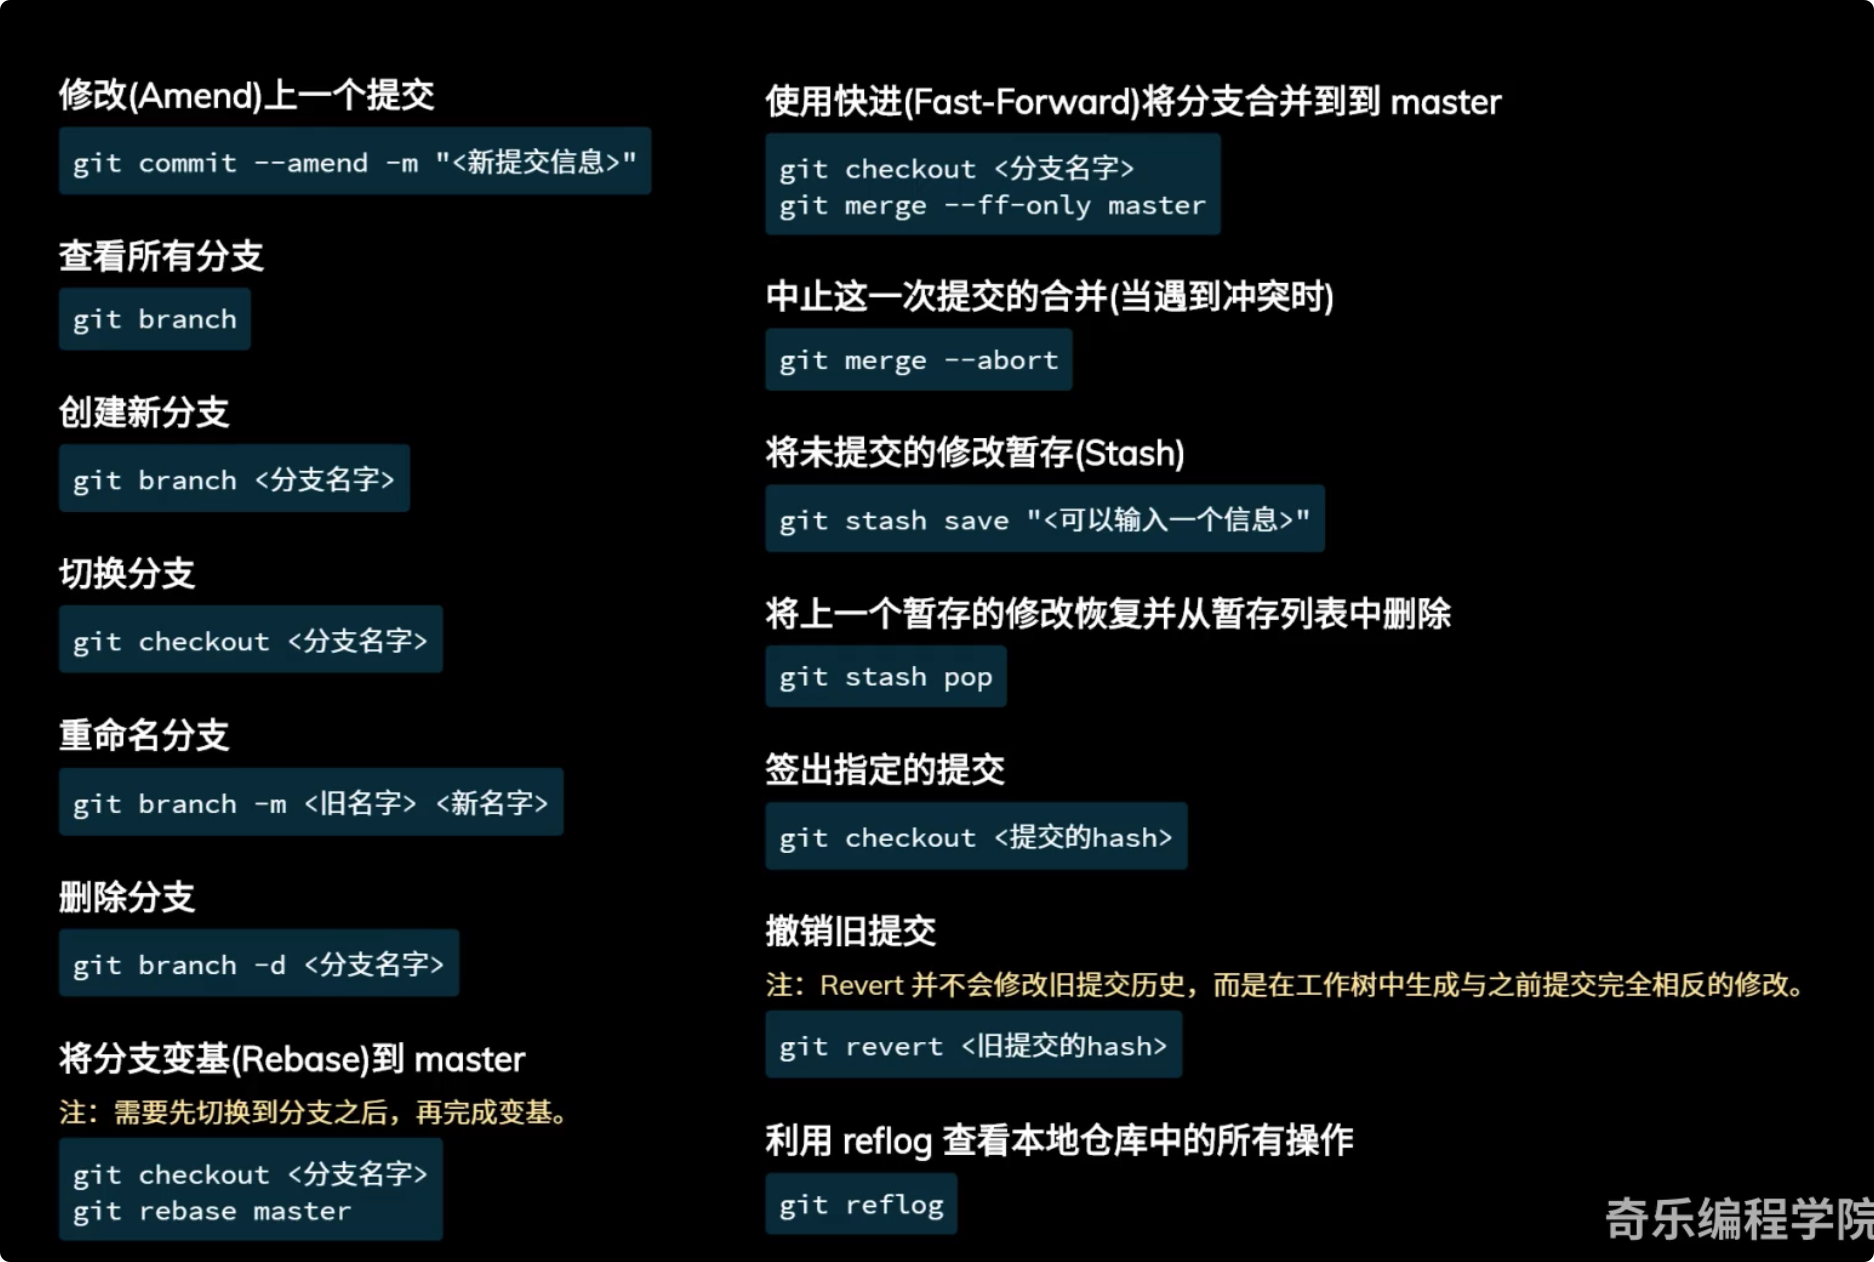 修改(Amend)上一个提交
git commit --amend -m "<新提交信息>"
查看所有分支
git branch
创建新分支
git branch <分支名字>
切换分支
git checkout <分支名字>
重命名分支
git branch -m <旧名字> <新名字>
删除分支
git branch -d <分支名字>
将分支变基(Rebase)到 master
注：需要先切换到分支之后，再完成变基。
git checkout <分支名字>
git rebase master
使用快进(Fast-Forward)将分支合并到到 master
git checkout <分支名字>
git merge --ff-only master
中止这一次提交的合并(当遇到冲突时)
git merge --abort
将未提交的修改暂存(Stash)
git stash save "<可以输入一个信息>"
将上一个暂存的修改恢复并从暂存列表中删除
git stash pop
签出指定的提交
git checkout <提交的hash>
撤销旧提交
注：Revert 并不会修改旧提交历史，而是在工作树中生成与之前提交完全相反的修改。
git revert <旧提交的hash>
利用 reflog 查看本地仓库中的所有操作
git reflog
奇乐编程学院